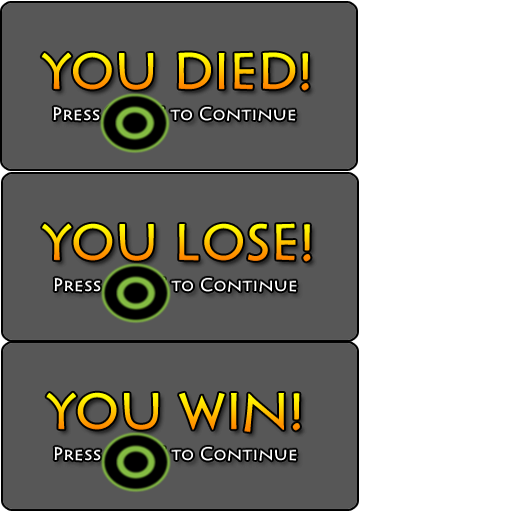 YOU DIED!
Press to Continue
YOU LOSE!
Press to Continue
YOU WIN!
Press to Continue